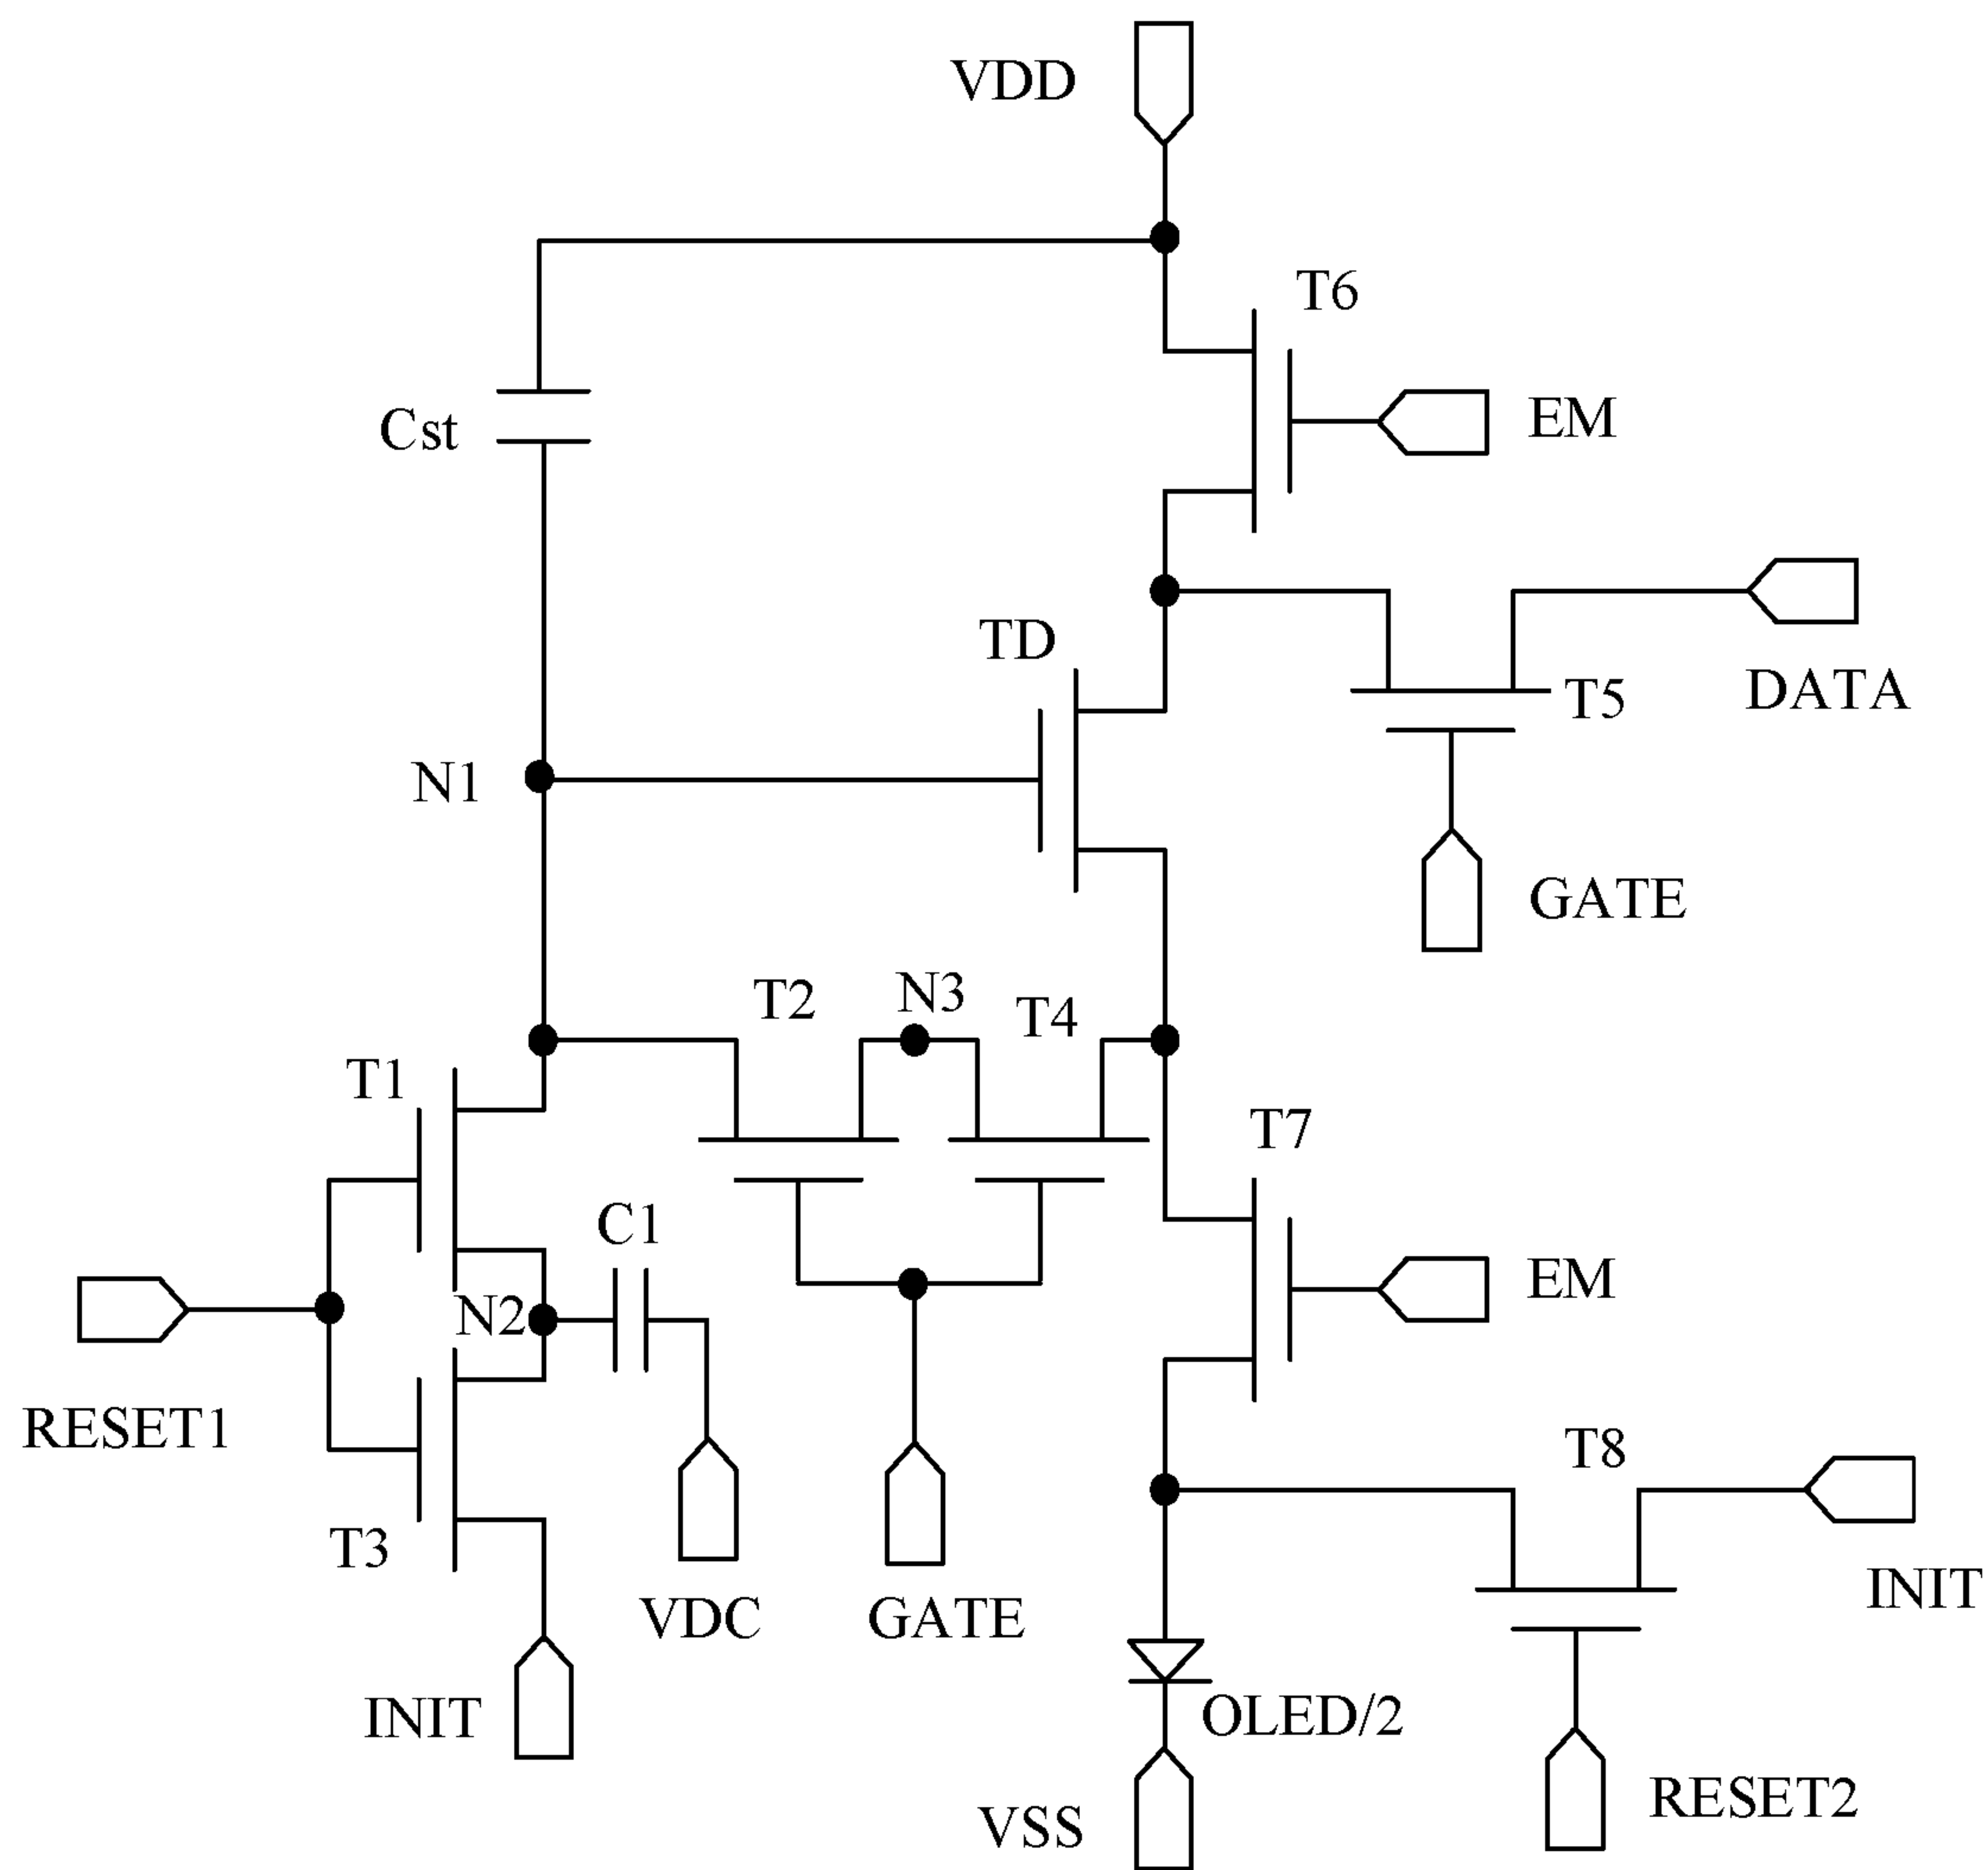 VDD
T6
Cst
EM
TD
T5
DATA
N1
GATE
T2
N3
T4
T1
T7
C1
EM
N2
RESET1
T8
T3
VDC
GATE
INIT
INIT
OLED/2
RESET2
VSS